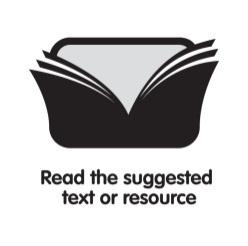 Read the suggested
text or resource